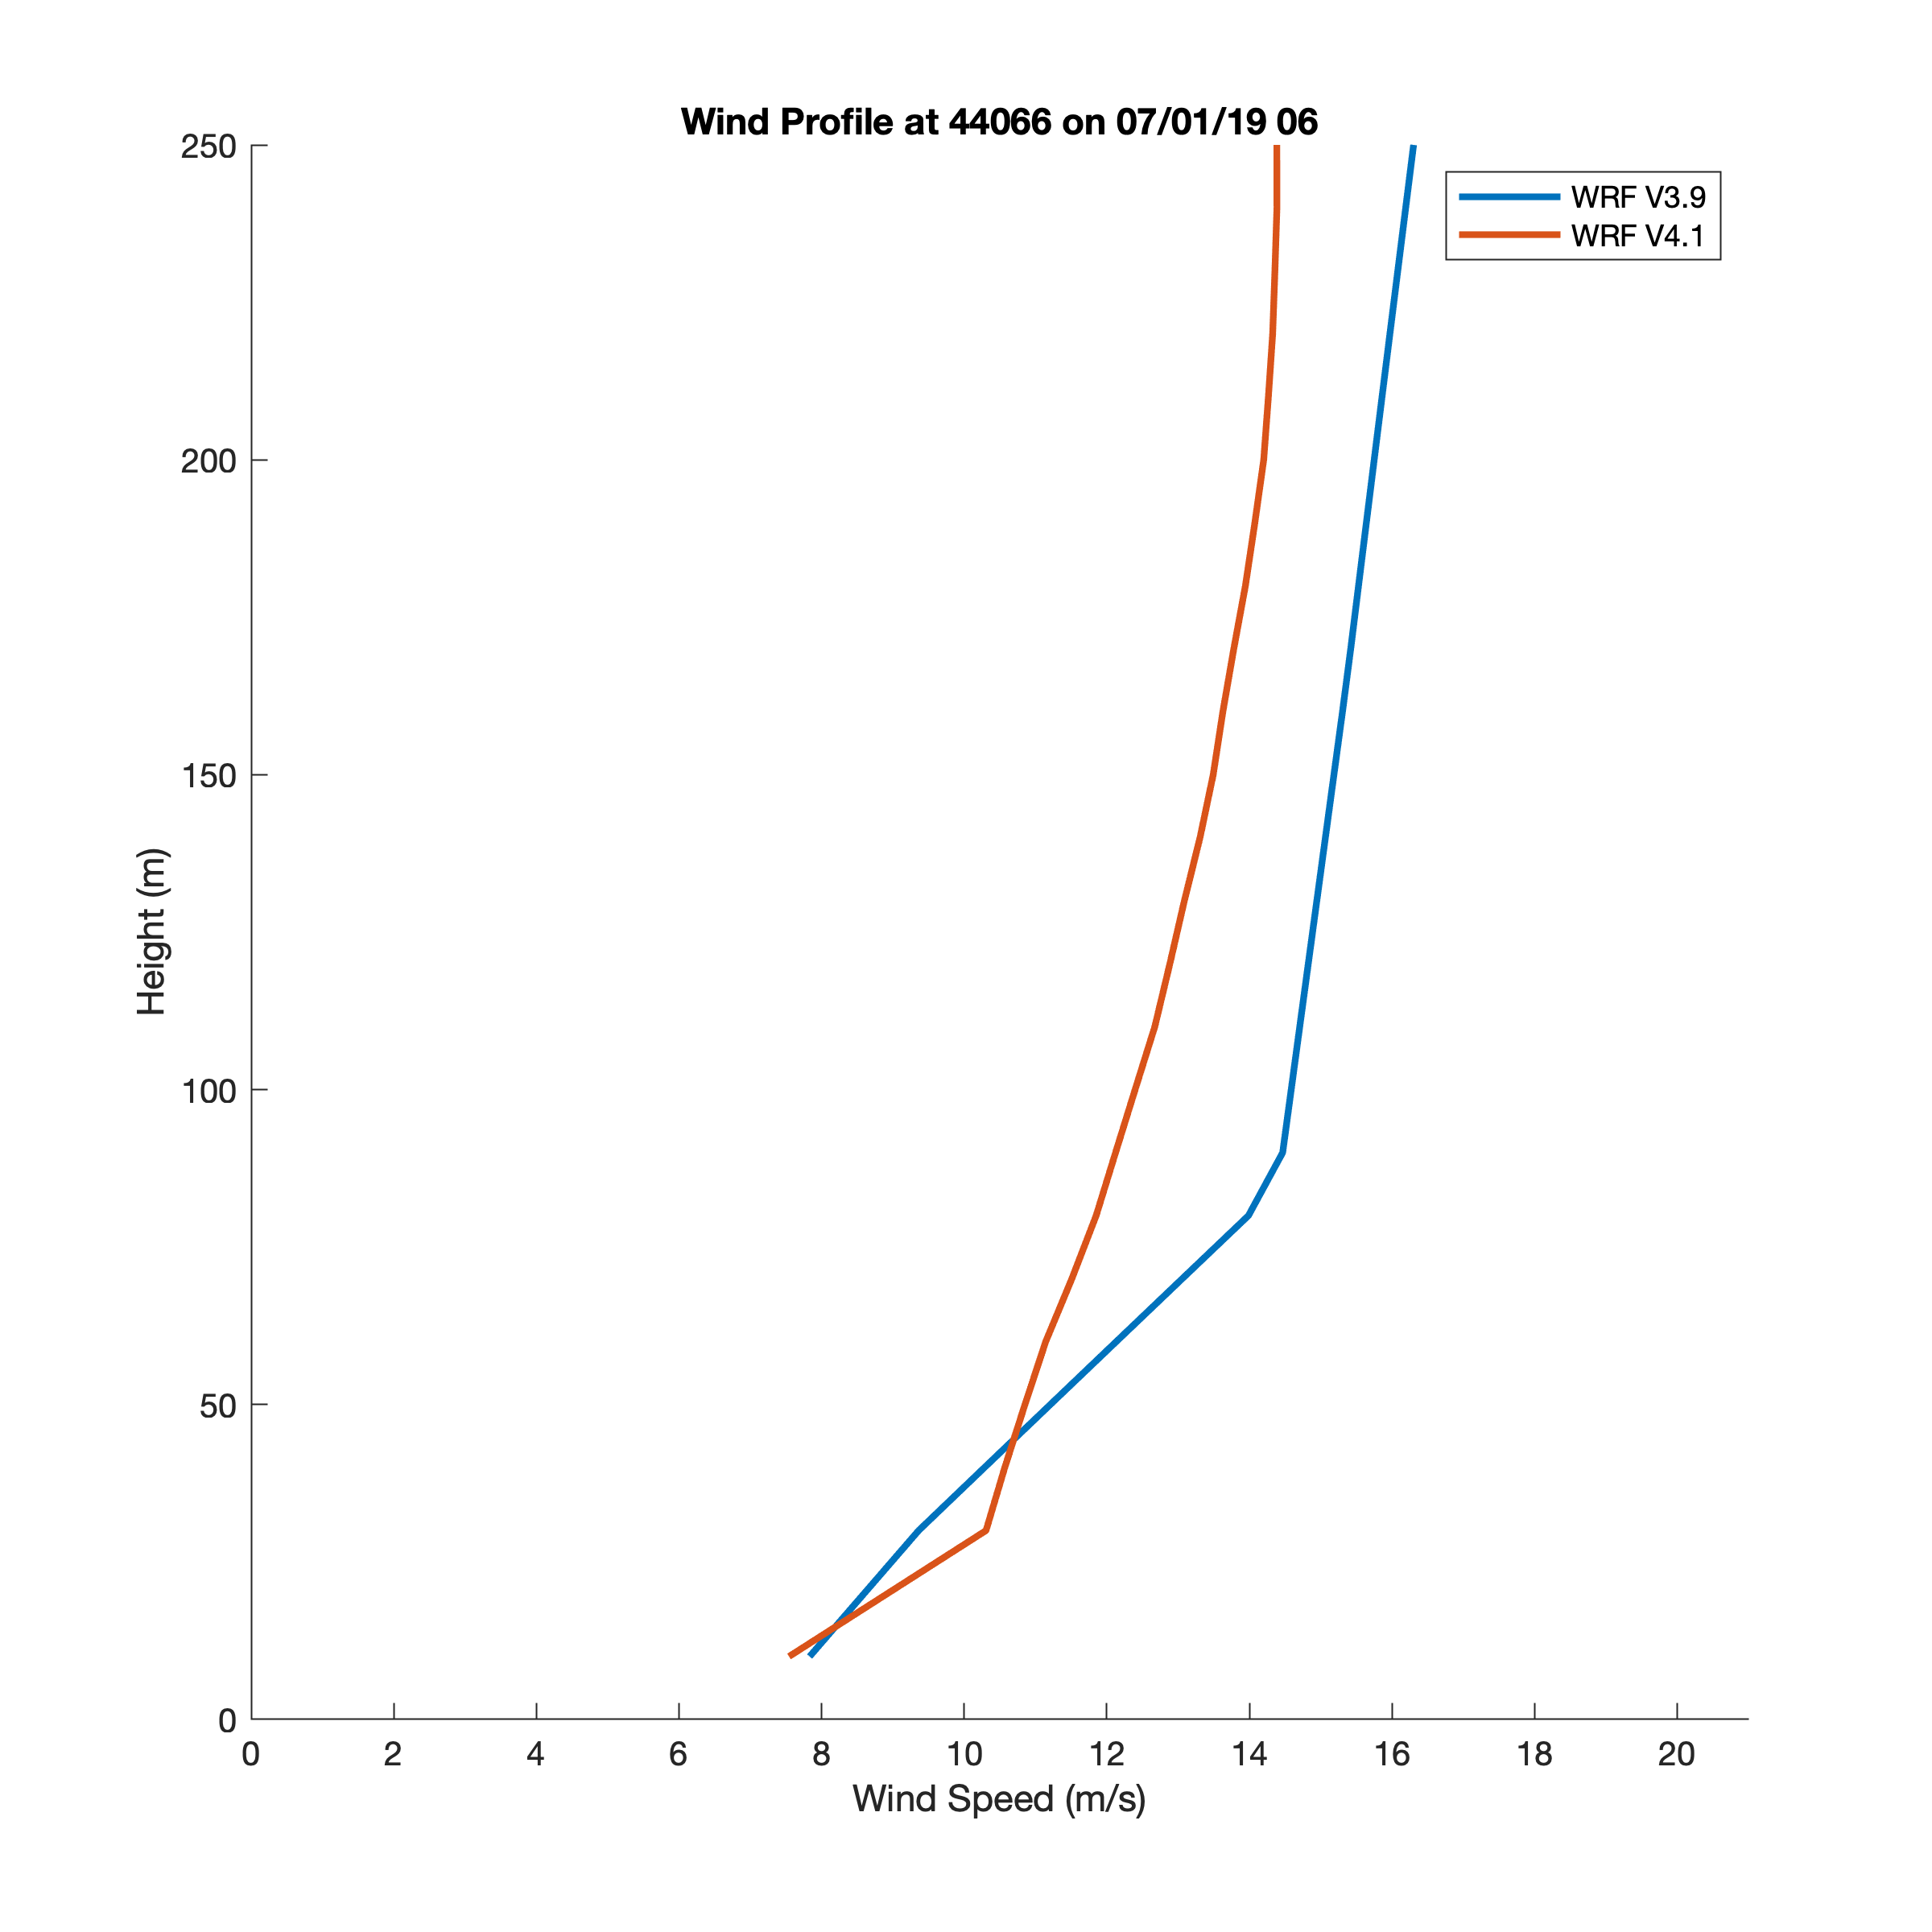 Wind Profile at 44066 on 07/01/19 06
WRF V3.9
WRF V4.1
250
200
150
100
50
0
Height (m)
0 2 4 6 8 10 12 14 16 18 20
Wind Speed (m/s)